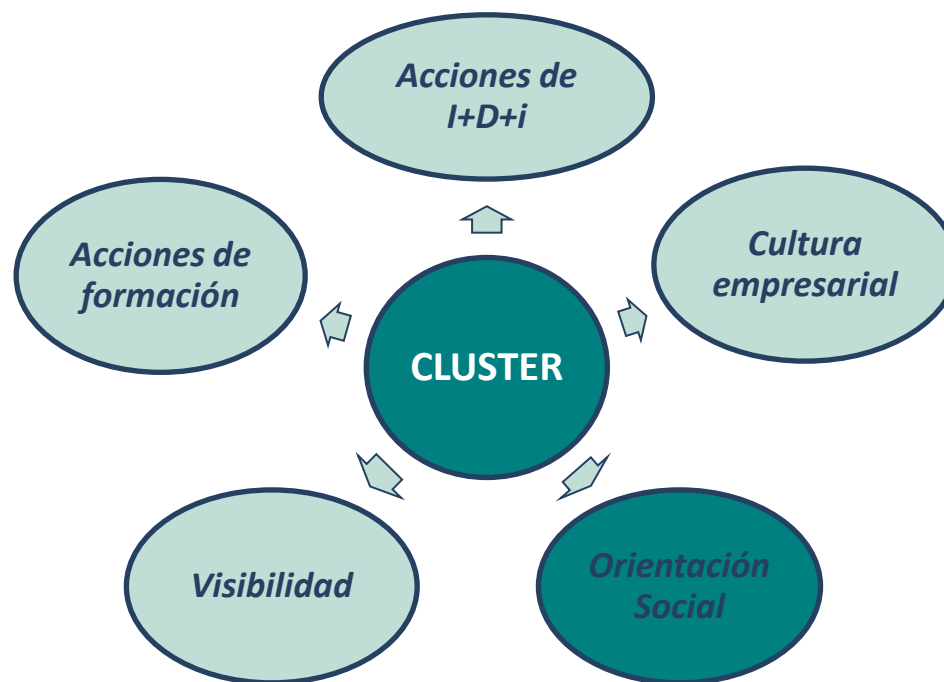 Acciones de
I+D+i
Cultura
empresarial
Acciones de
formación
CLUSTER
Orientación
Social
Visibilidad